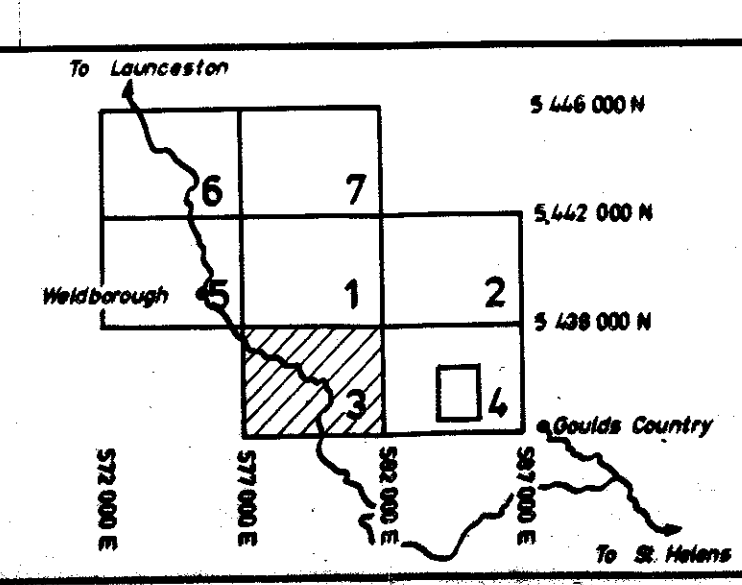 To Launceston
5 446 000 N
6
7
5 442 000 N
Weldborough
5
1
2
5 438 000 N
3
4
Goulds Country
572 000 E
577 000 E
582 000 E
587 000 E
To St. Helens